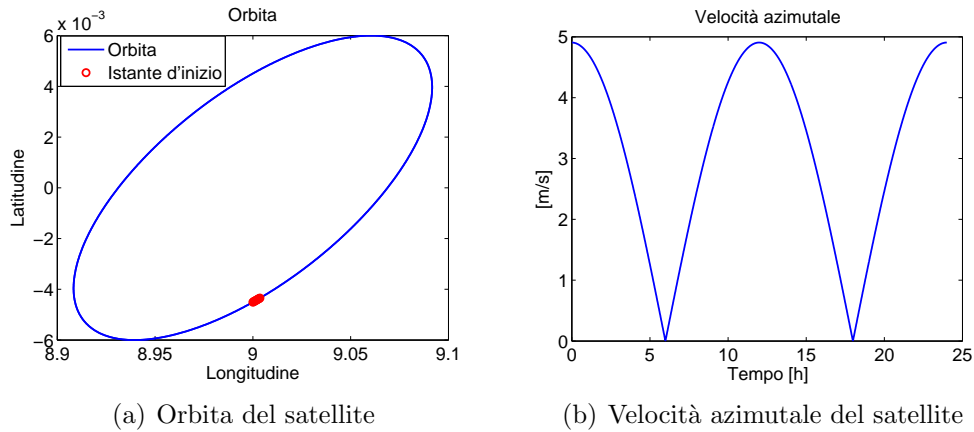 Orbita
x 10⁻³
Orbita
Istante d'inizio
6
4
2
0
−2
−4
−6
Latitudine
8.9 8.95 9 9.05 9.1
Longitudine
(a) Orbita del satellite
Velocità azimutale
5
4
3
2
1
0
[m/s]
0 5 10 15 20 25
Tempo [h]
(b) Velocità azimutale del satellite